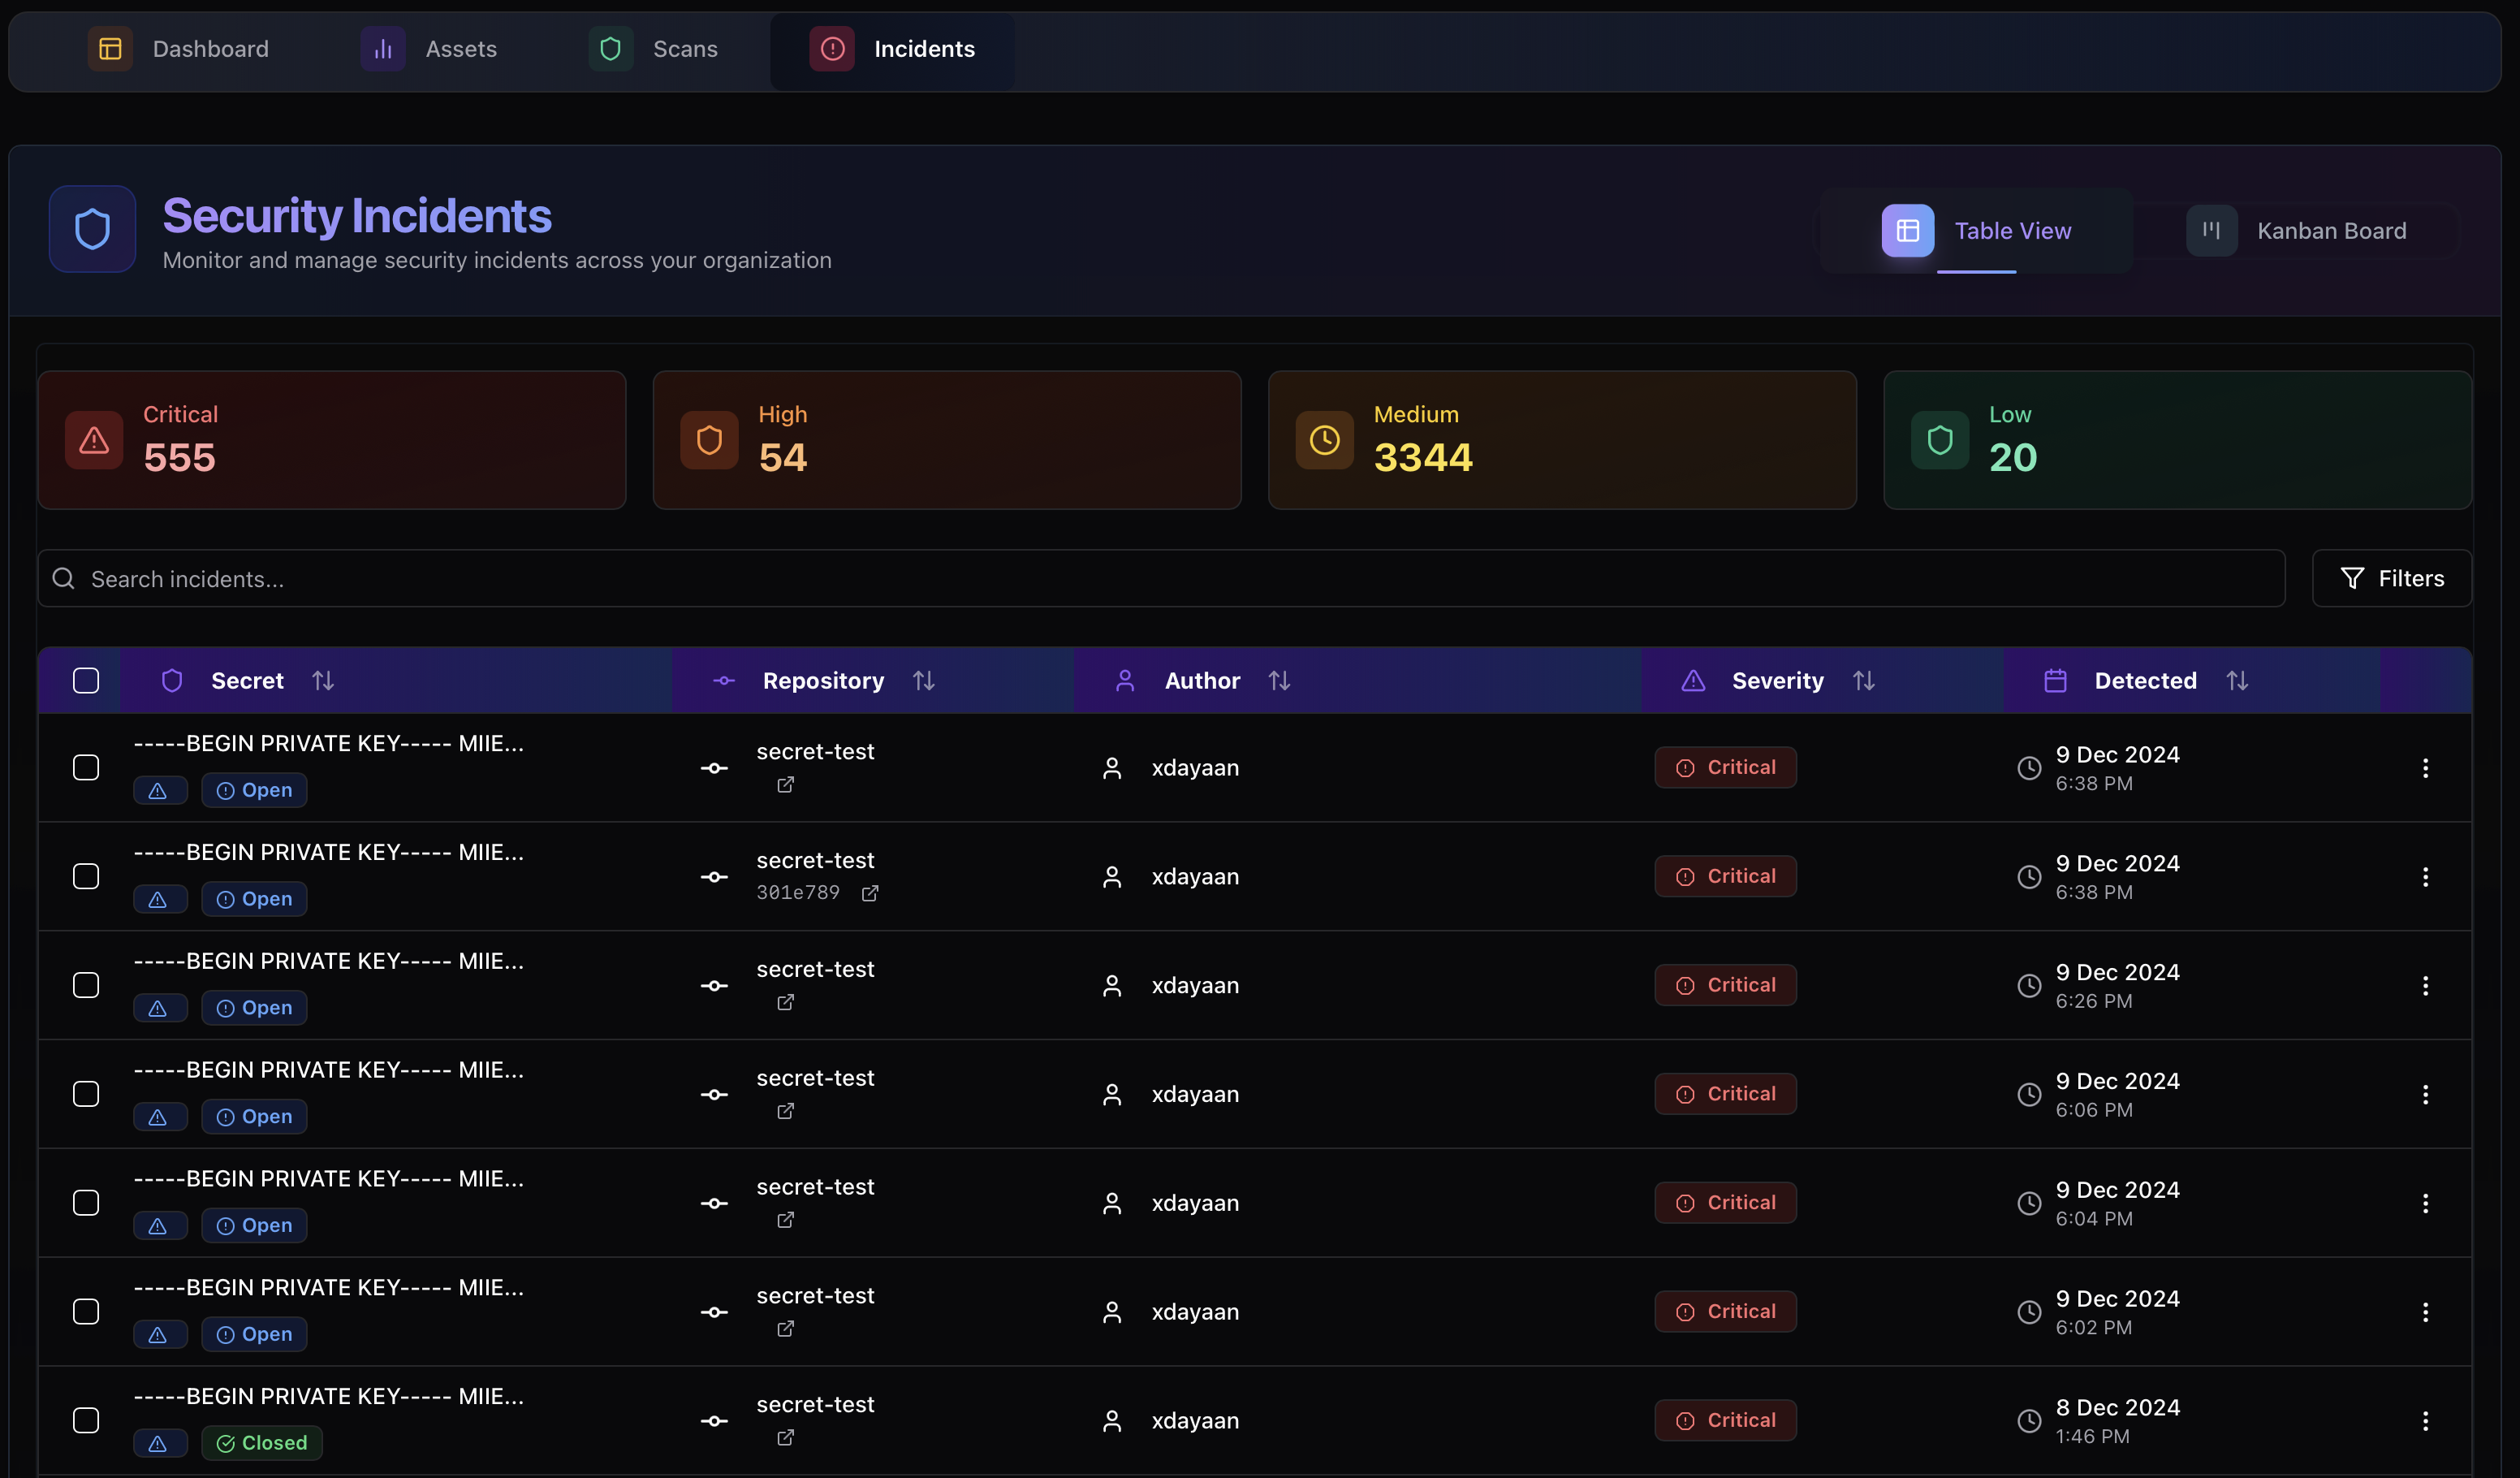 Dashboard
Assets
Scans
Incidents
Security Incidents
Monitor and manage security incidents across your organization
Table View
Kanban Board
Critical
555
High
54
Medium
3344
Low
20
Search incidents...
Filters
Secret
Repository
Author
Severity
Detected
-----BEGIN PRIVATE KEY----- MIIE...
Open
secret-test
xdayaan
Critical
9 Dec 2024
6:38 PM
-----BEGIN PRIVATE KEY----- MIIE...
Open
secret-test
301e789
xdayaan
Critical
9 Dec 2024
6:38 PM
-----BEGIN PRIVATE KEY----- MIIE...
Open
secret-test
xdayaan
Critical
9 Dec 2024
6:26 PM
-----BEGIN PRIVATE KEY----- MIIE...
Open
secret-test
xdayaan
Critical
9 Dec 2024
6:06 PM
-----BEGIN PRIVATE KEY----- MIIE...
Open
secret-test
xdayaan
Critical
9 Dec 2024
6:04 PM
-----BEGIN PRIVATE KEY----- MIIE...
Open
secret-test
xdayaan
Critical
9 Dec 2024
6:02 PM
-----BEGIN PRIVATE KEY----- MIIE...
Closed
secret-test
xdayaan
Critical
8 Dec 2024
1:46 PM